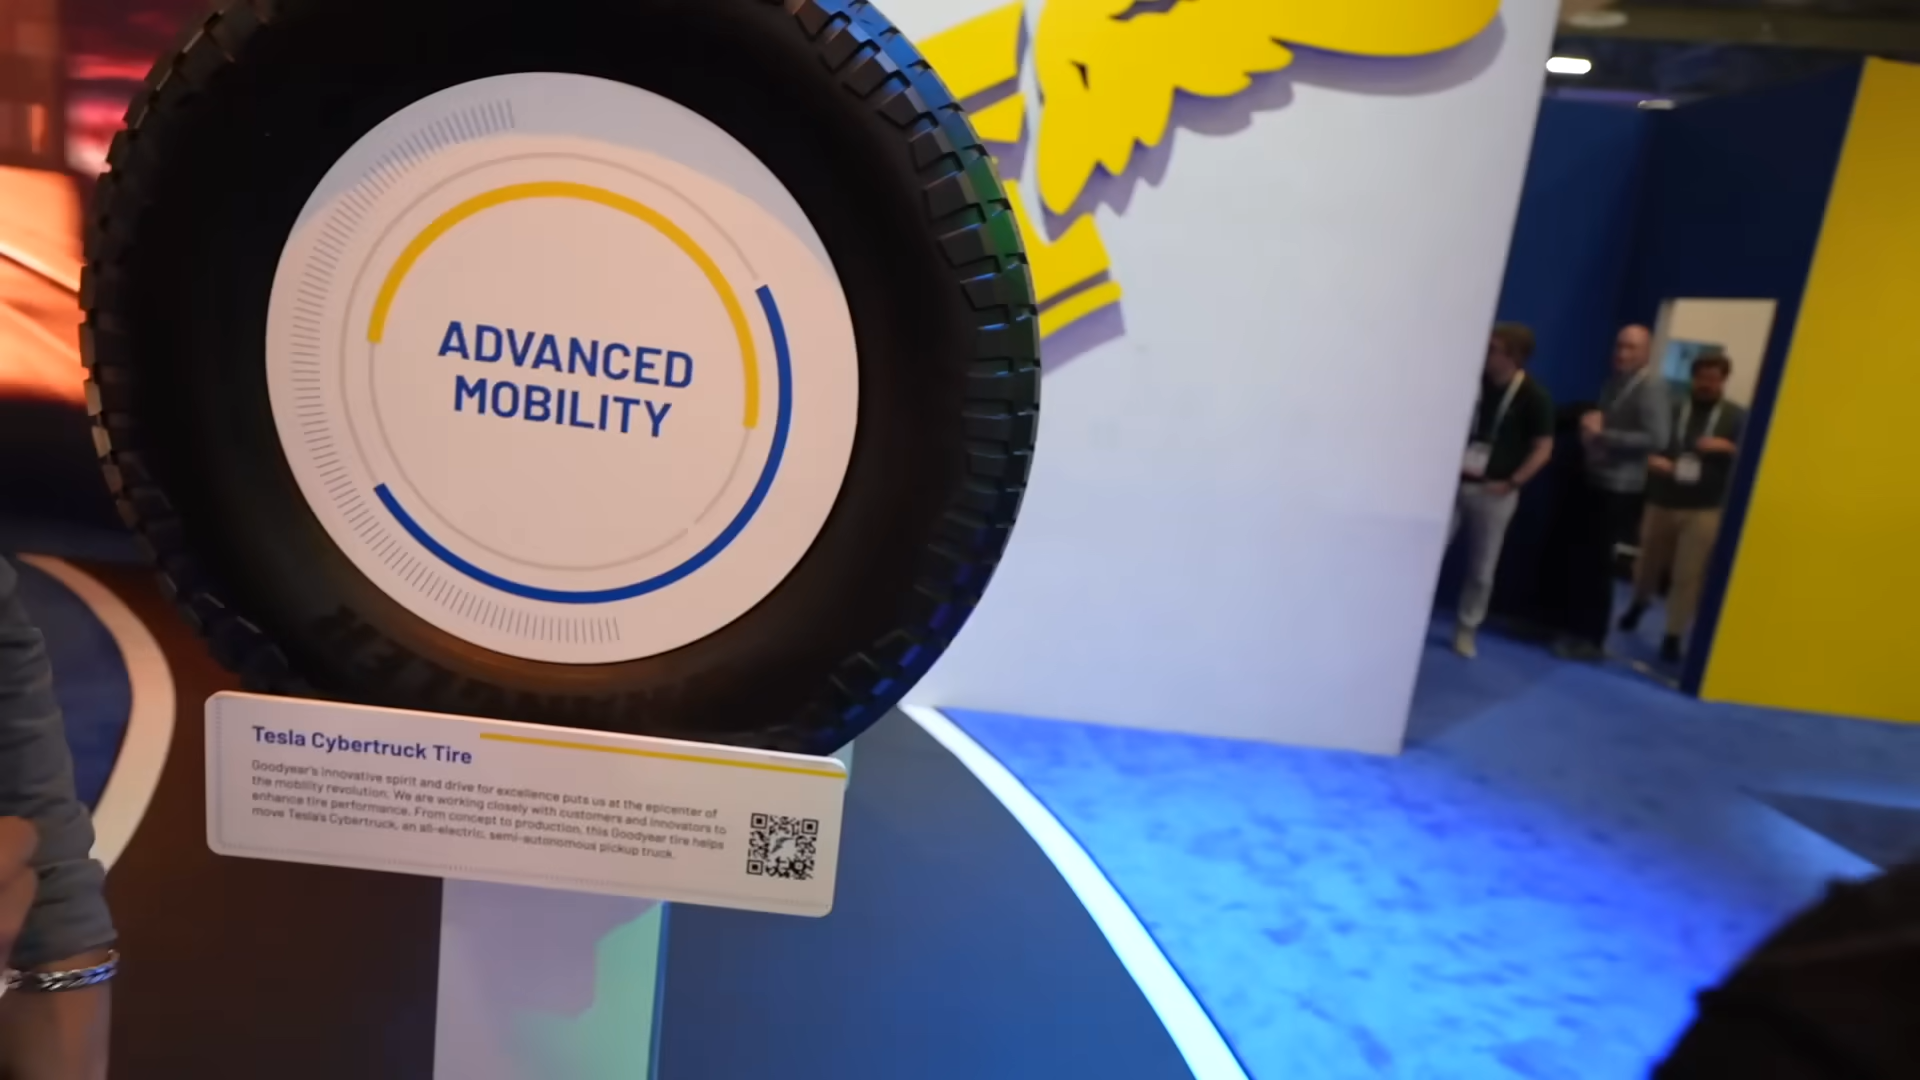 ADVANCED
MOBILITY
Tesla Cybertruck Tire
Goodyear's innovative spirit and drive for excellence puts us at the epicenter of
the mobility revolution. We are working closely with customers and innovators to
enhance tire performance. From concept to production, this Goodyear tire helps
move Tesla's Cybertruck, an all-electric, semi-autonomous pickup truck.